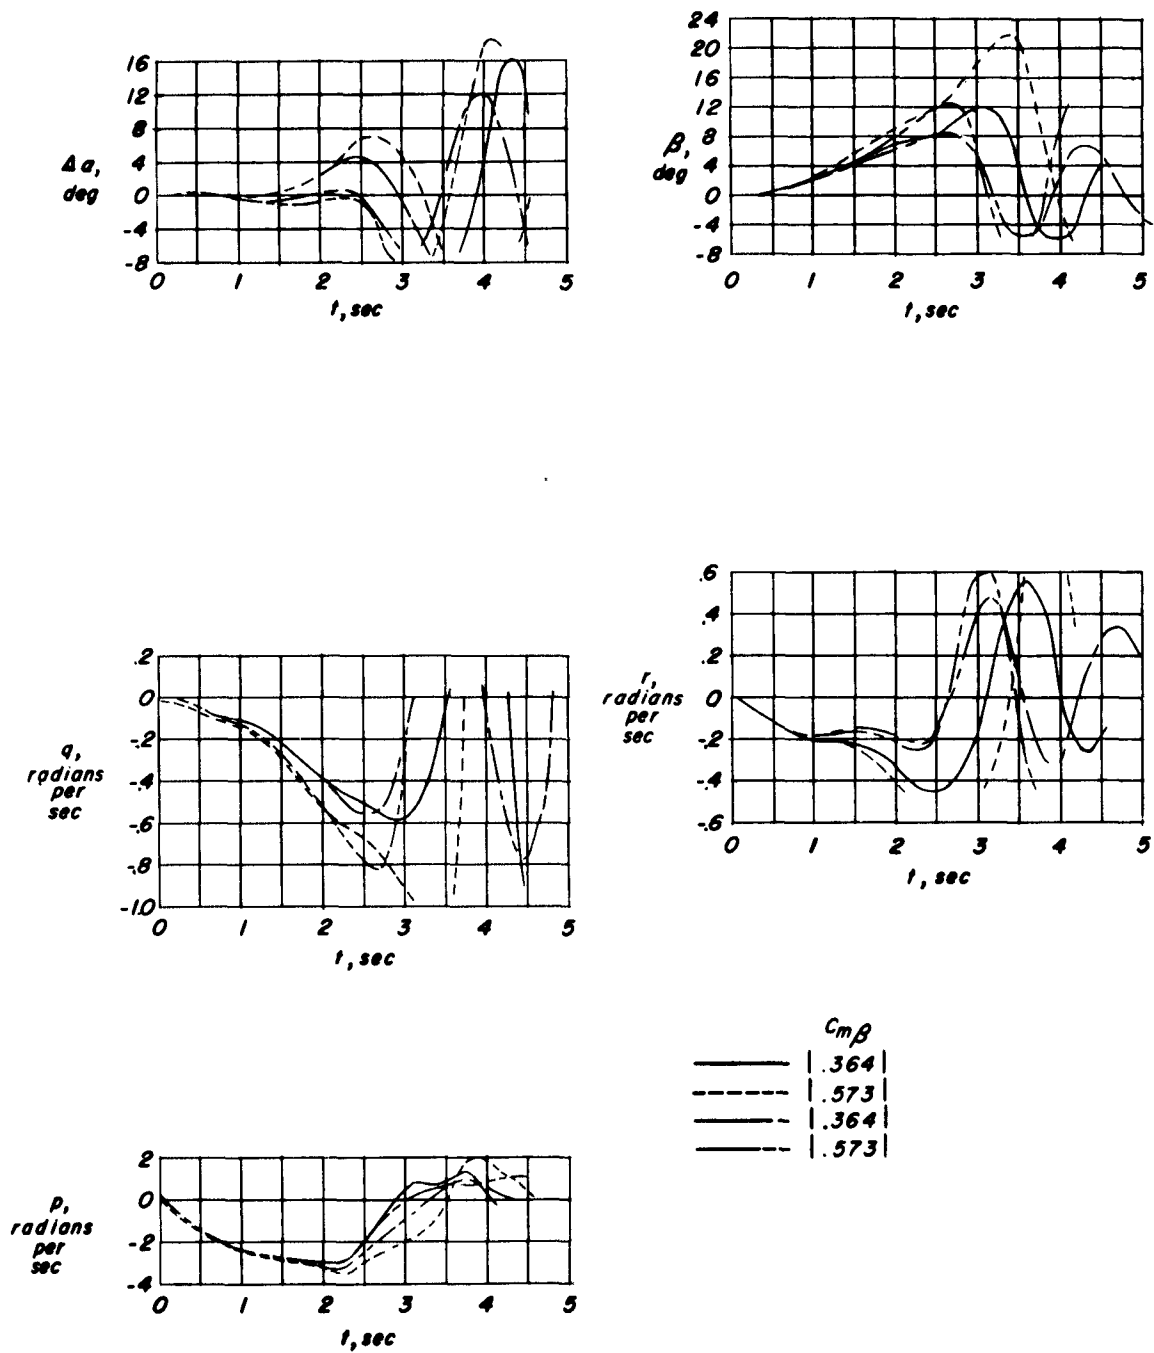 16
12
8
4
0
-4
-8
Δα,
deg
0 1 2 3 4 5
t, sec
24
20
16
12
8
4
0
-4
-8
β,
deg
0 1 2 3 4 5
t, sec
.2
0
-.2
-.4
-.6
-.8
-1.0
q,
radians
per
sec
0 1 2 3 4 5
t, sec
.6
.4
.2
0
-.2
-.4
-.6
r,
radians
per
sec
0 1 2 3 4 5
t, sec
Cmβ
|.364|
|.573|
|.364|
|.573|
2
0
-2
-4
p,
radians
per
sec
0 1 2 3 4 5
t, sec